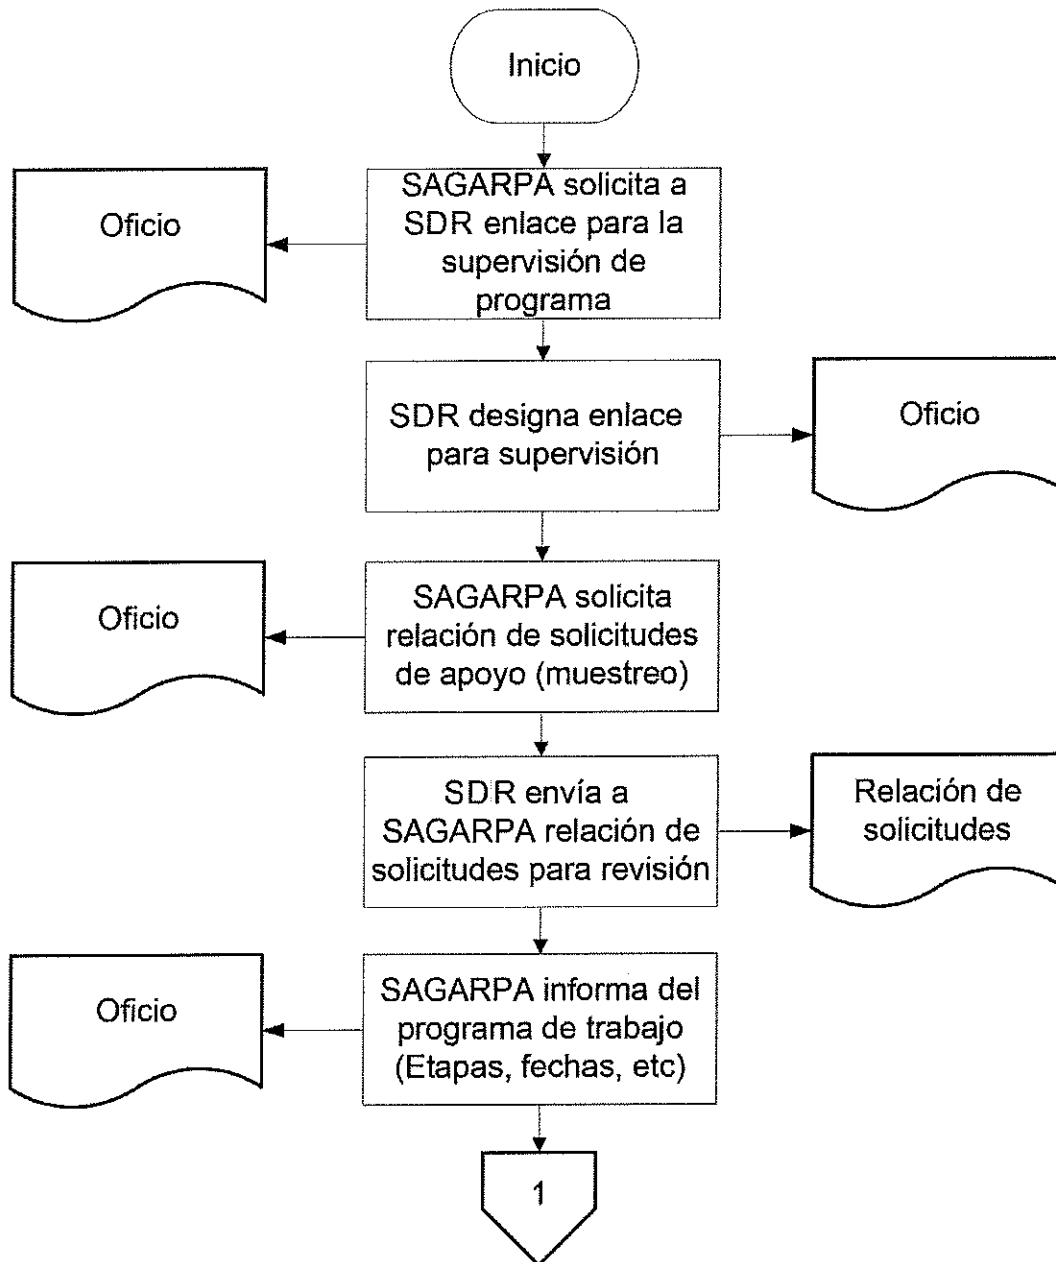 Inicio
SAGARPA solicita a
SDR enlace para la
supervisión de
programa
Oficio
SDR designa enlace
para supervisión
Oficio
SAGARPA solicita
relación de solicitudes
de apoyo (muestreo)
Oficio
SDR envía a
SAGARPA relación de
solicitudes para revisión
Relación de
solicitudes
SAGARPA informa del
programa de trabajo
(Etapas, fechas, etc)
Oficio
1